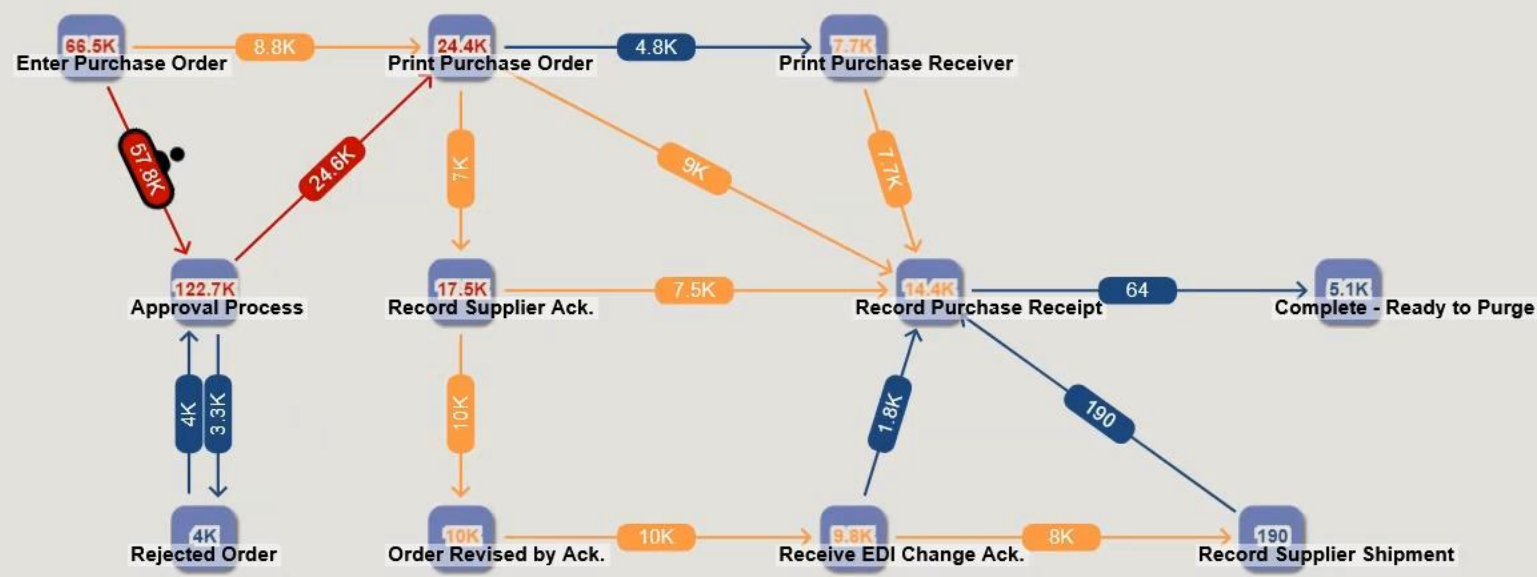 66.5K
Enter Purchase Order
8.8K
24.4K
Print Purchase Order
4.8K
7.7K
Print Purchase Receiver
57.8K
24.6K
7K
9K
7.7K
122.7K
Approval Process
17.5K
Record Supplier Ack.
7.5K
14.4K
Record Purchase Receipt
64
5.1K
Complete - Ready to Purge
4K
3.3K
10K
1.8K
190
4K
Rejected Order
10K
Order Revised by Ack.
10K
9.8K
Receive EDI Change Ack.
8K
190
Record Supplier Shipment